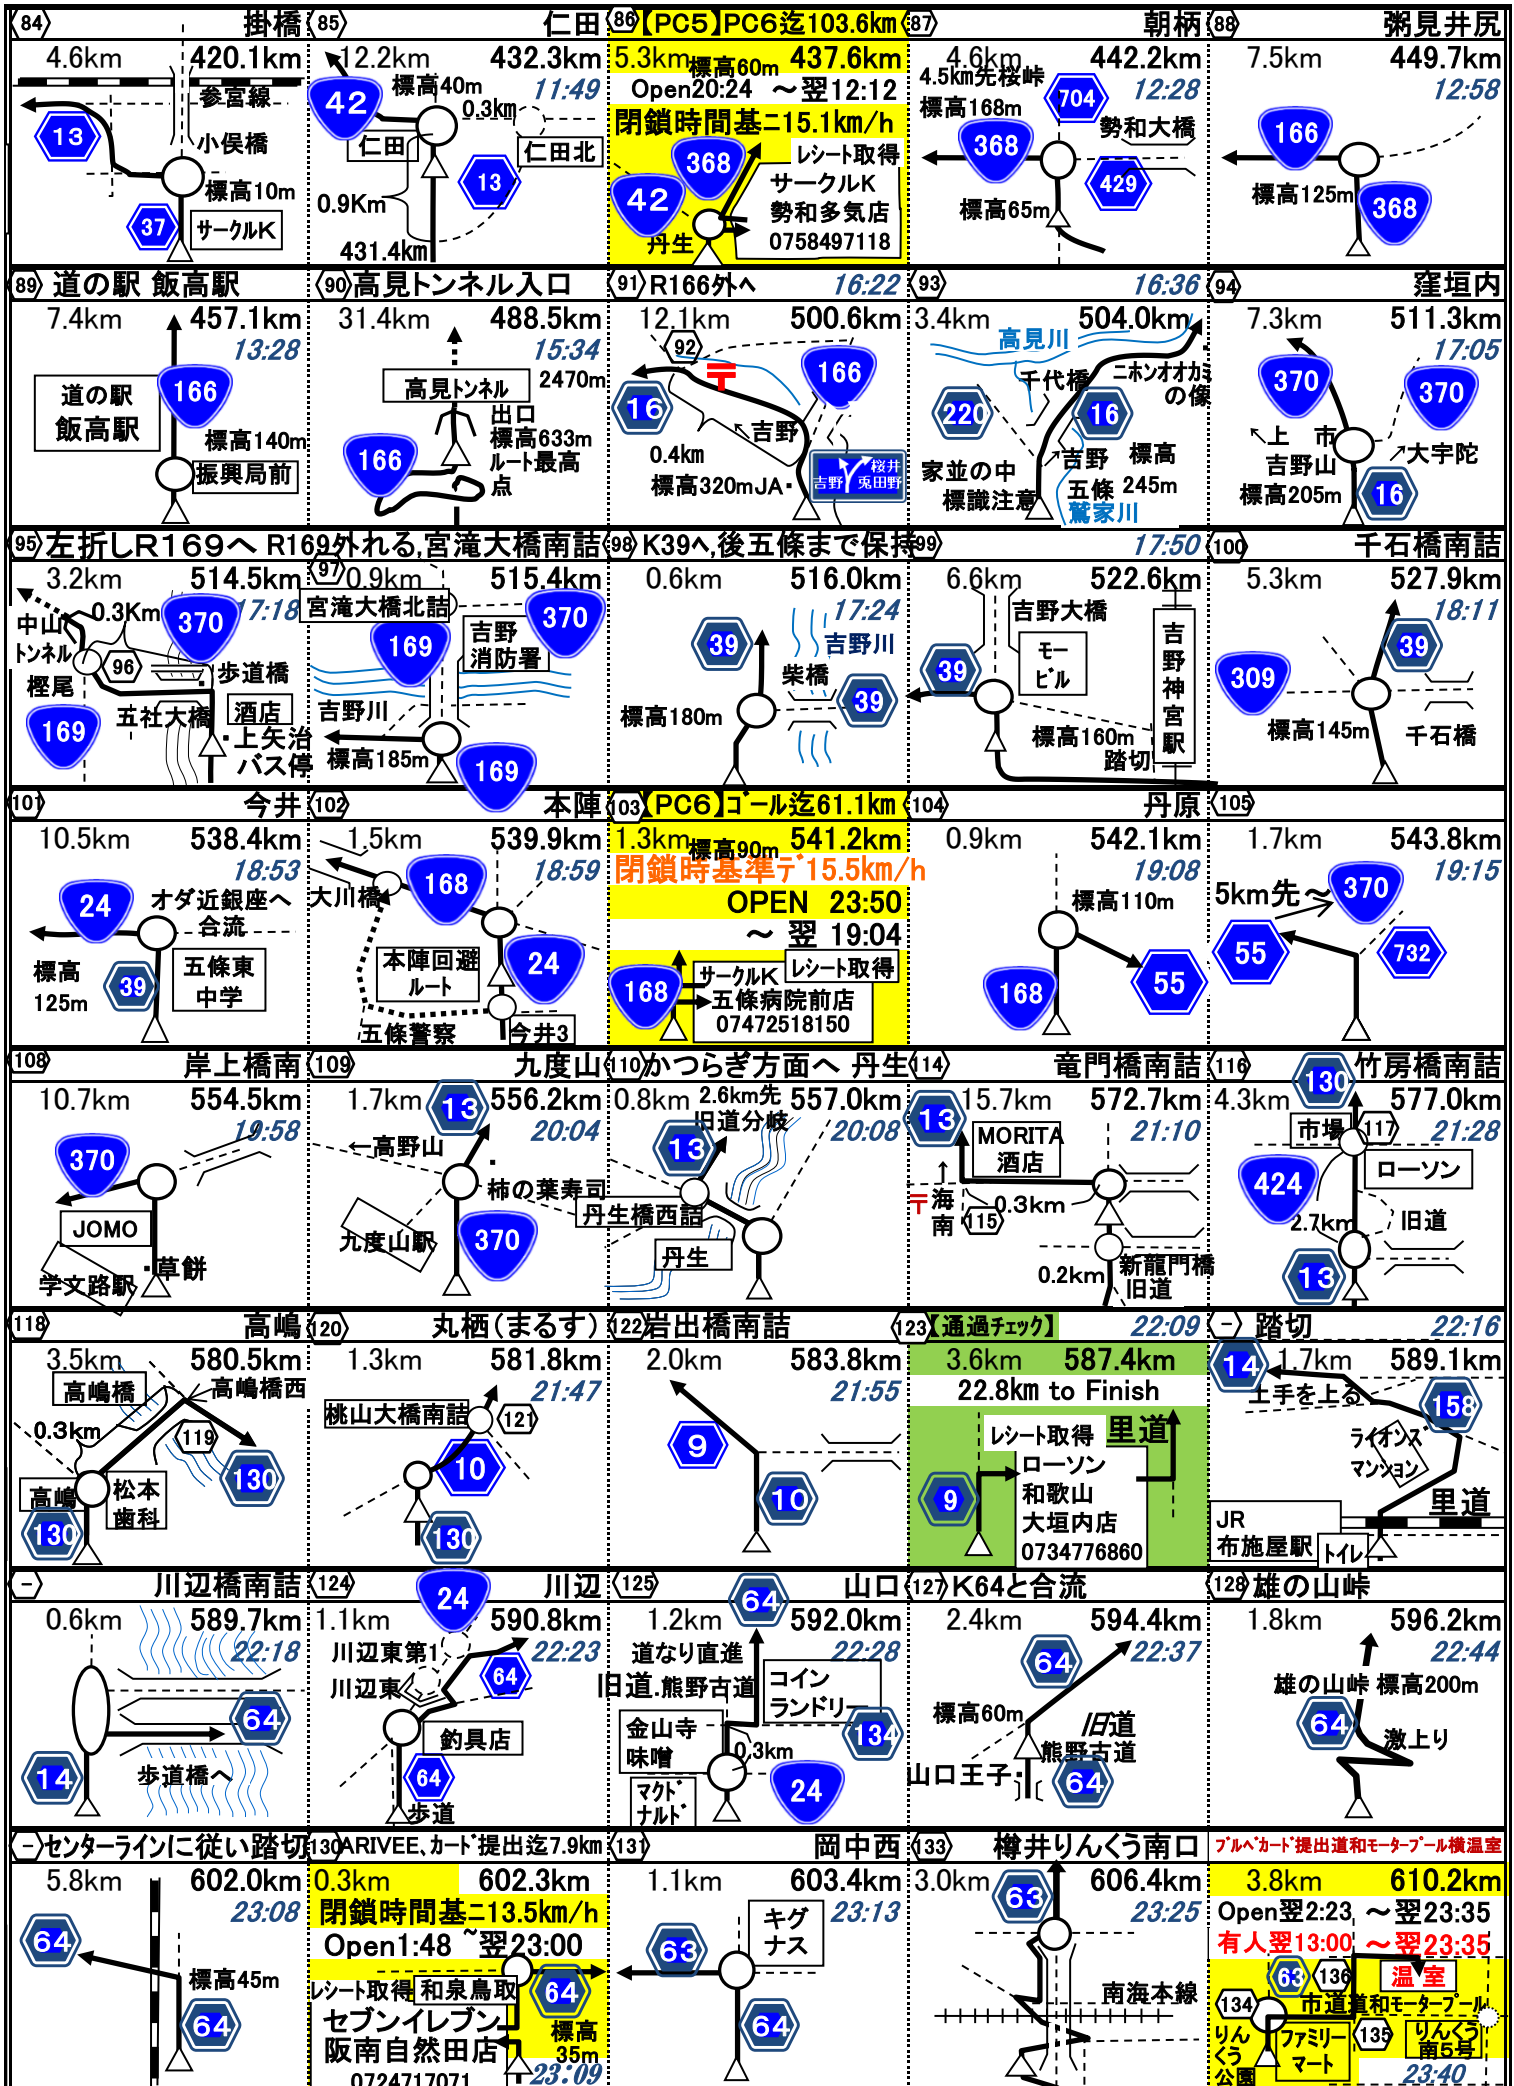 84 掛橋
4.6km 420.1km
参宮線
13
小俣橋
標高10m
37 サークルK
85 仁田
12.2km 432.3km
42 標高40m 11:49
0.3km
仁田 仁田北
13
0.9Km
431.4km
86 【PC5】PC6迄103.6km
5.3km 標高60m 437.6km
Open20:24 ～翌12:12
閉鎖時間基ニ15.1km/h
368 レシート取得
42 サークルK
勢和多気店
丹生 0758497118
87 朝柄
4.6km 442.2km
4.5km先桜峠
標高168m 704 12:28
368 勢和大橋
429
標高65m
88 粥見井尻
7.5km 449.7km
12:58
166
標高125m 368
89 道の駅 飯高駅
7.4km 457.1km
13:28
道の駅 166
飯高駅
標高140m
振興局前
90 高見トンネル入口
31.4km 488.5km
15:34
高見トンネル 2470m
出口
標高633m
166 ルート最高
点
91 R166外へ 16:22
12.1km 500.6km
92
〒 166
16
↖吉野
0.4km 桜井
標高320m JA 吉野 兎田野
93 16:36
3.4km 504.0km
高見川
千代橋 ニホンオオカミ
の像
220 16
↗吉野 標高
家並の中 五條 245m
標識注意 鷲家川
94 窪垣内
7.3km 511.3km
17:05
370 370
↖上 市
吉野山 ↗大宇陀
標高205m 16
95 左折しR169へ R169外れる,宮滝大橋南詰
3.2km 514.5km
0.3Km 370 17:18
中山
トンネル 96 歩道橋
樫尾
169 五社大橋 酒店
上矢治
バス停
97 0.9km 515.4km
宮滝大橋北詰 370
169 吉野
消防署
吉野川
標高185m 169
98 K39へ,後五條まで保持
0.6km 516.0km
17:24
39 吉野川
柴橋
39
標高180m
99 17:50
6.6km 522.6km
吉野大橋
39 モービル
吉野神宮駅
標高160m
踏切
100 千石橋南詰
5.3km 527.9km
18:11
39
309
標高145m 千石橋
101 今井
10.5km 538.4km
18:53
24 オダ近銀座へ
合流
標高 五條東
125m 39 中学
102 本陣
1.5km 539.9km
168 18:59
大川橋
本陣回避 24
ルート
五條警察 今井3
103 【PC6】ゴール迄61.1km
1.3km 標高90m 541.2km
閉鎖時基準デ15.5km/h
OPEN 23:50
～ 翌 19:04
サークルK レシート取得
168 五條病院前店
07472518150
104 丹原
0.9km 542.1km
19:08
標高110m
168 55
105
1.7km 543.8km
5km先～ 370 19:15
55 732
108 岸上橋南
10.7km 554.5km
19:58
370
JOMO
学文路駅 草餅
109 九度山
1.7km 13 556.2km
20:04
←高野山
柿の葉寿司
九度山駅 370
110 かつらぎ方面へ 丹生
0.8km 2.6km先 557.0km
旧道分岐 20:08
13
丹生橋西詰
丹生
114 竜門橋南詰
13 15.7km 572.7km
21:10
MORITA
酒店
↑
〒 海南 115 0.3km
0.2km 新龍門橋
旧道
116 竹房橋南詰
4.3km 130 577.0km
市場 117 21:28
ローソン
424
2.7km 旧道
13
118 高嶋
3.5km 580.5km
高嶋橋 高嶋橋西
0.3km 119
130
高嶋 松本
歯科
130
120 丸栖(まるす)
1.3km 581.8km
21:47
桃山大橋南詰 121
10
130
122 岩出橋南詰
2.0km 583.8km
21:55
9
10
123 【通過チェック】 22:09
3.6km 587.4km
22.8km to Finish
レシート取得 里道
ローソン
9 和歌山
大垣内店
0734776860
− 踏切 22:16
14 1.7km 589.1km
土手を上る 158
ライオンズ
マンション
里道
JR
布施屋駅 トイレ
− 川辺橋南詰
0.6km 589.7km
22:18
64
14 歩道橋へ
124 川辺
1.1km 24 590.8km
川辺東第1 22:23
川辺東 64
釣具店
64
歩道
125 山口
1.2km 64 592.0km
道なり直進 22:28
旧道.熊野古道 コイン
ランドリー
金山寺 134
味噌 0.3km
マクドナルド 24
127 K64と合流
2.4km 594.4km
64 22:37
標高60m 旧道
熊野古道
山口王子 64
128 雄の山峠
1.8km 596.2km
22:44
雄の山峠 標高200m
64 激上り
− センターラインに従い踏切
5.8km 602.0km
23:08
64
標高45m
64
130 ARIVEE、カード提出迄7.9km
0.3km 602.3km
閉鎖時間基ニ13.5km/h
Open1:48 ～翌23:00
レシート取得 和泉鳥取 64
セブンイレブン 標高
阪南自然田店 35m
0724717071 23:09
131 岡中西
1.1km 603.4km
キグナス 23:13
63
64
133 樽井りんくう南口
3.0km 63 606.4km
23:25
南海本線
ブルベカード提出道和モータープール横温室
3.8km 610.2km
Open翌2:23 ～翌23:35
有人翌13:00 ～翌23:35
63 136 温室
134 市道道和モータープール
りんくう公園 ファミリーマート 135 りんくう南5号
23:40